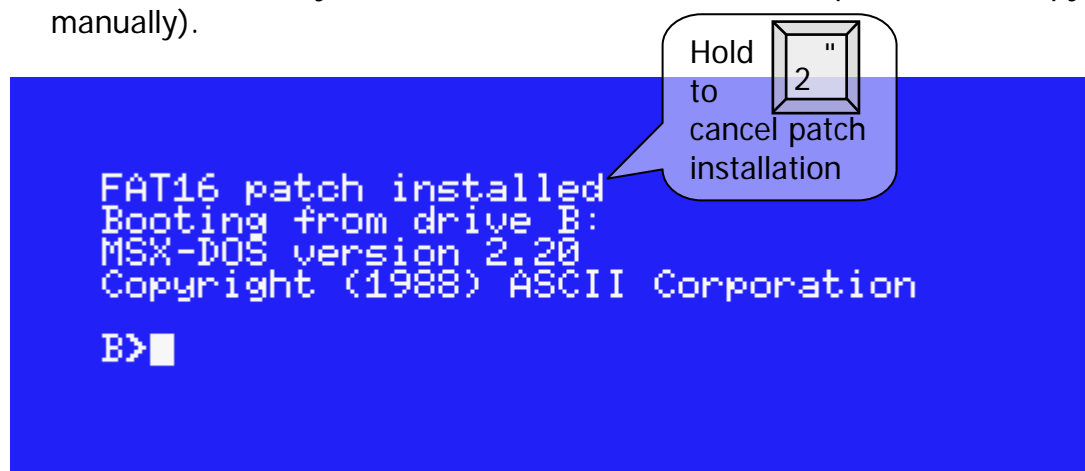 manually).
Hold
"
2
to
cancel patch
installation
FAT16 patch installed
Booting from drive B:
MSX-DOS version 2.20
Copyright (1988) ASCII Corporation
B>